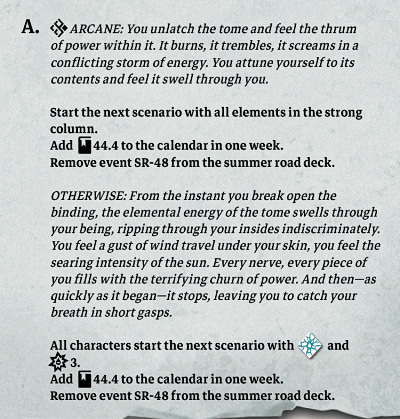 A. ARCANE: You unlatch the tome and feel the thrum
of power within it. It burns, it trembles, it screams in a
conflicting storm of energy. You attune yourself to its
contents and feel it swell through you.
Start the next scenario with all elements in the strong
column.
Add 44.4 to the calendar in one week.
Remove event SR-48 from the summer road deck.
OTHERWISE: From the instant you break open the
binding, the elemental energy of the tome swells through
your being, ripping through your insides indiscriminately.
You feel a gust of wind travel under your skin, you feel the
searing intensity of the sun. Every nerve, every piece of
you fills with the terrifying churn of power. And then—as
quickly as it began—it stops, leaving you to catch your
breath in short gasps.
All characters start the next scenario with and
3.
Add 44.4 to the calendar in one week.
Remove event SR-48 from the summer road deck.